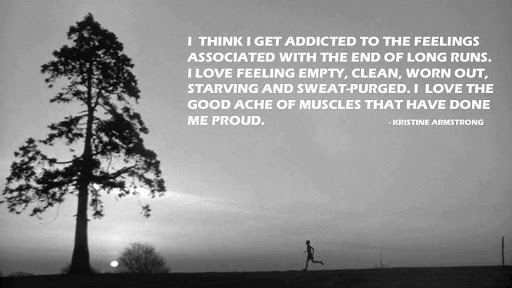 I THINK I GET ADDICTED TO THE FEELINGS
ASSOCIATED WITH THE END OF LONG RUNS.
I LOVE FEELING EMPTY, CLEAN, WORN OUT,
STARVING AND SWEAT-PURGED. I LOVE THE
GOOD ACHE OF MUSCLES THAT HAVE DONE
ME PROUD.
- KRISTINE ARMSTRONG